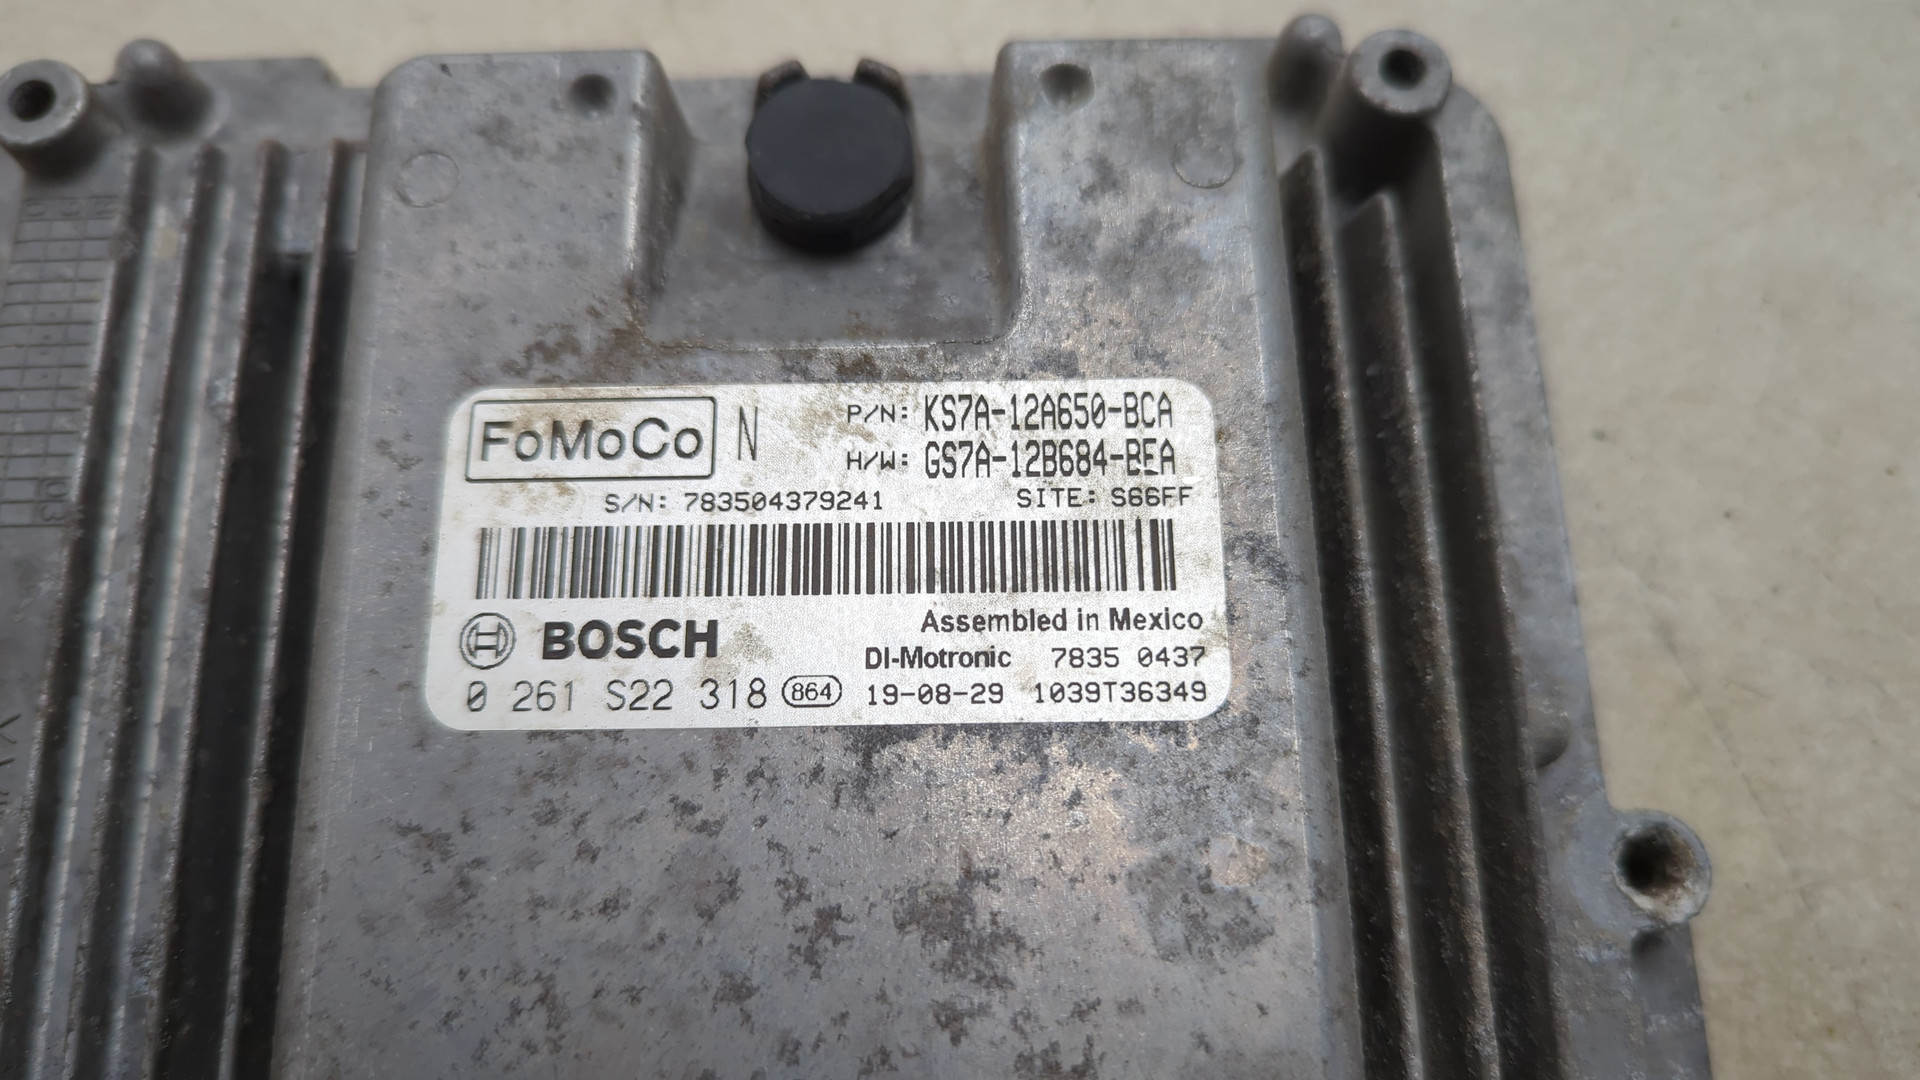 FoMoCo N P/N: KS7A-12A650-BCA
H/W: GS7A-12B684-BEA
S/N: 783504379241 SITE: S66FF
Assembled in Mexico
BOSCH DI-Motronic 7835 0437
0 261 S22 318 864 19-08-29 1039T36349
03